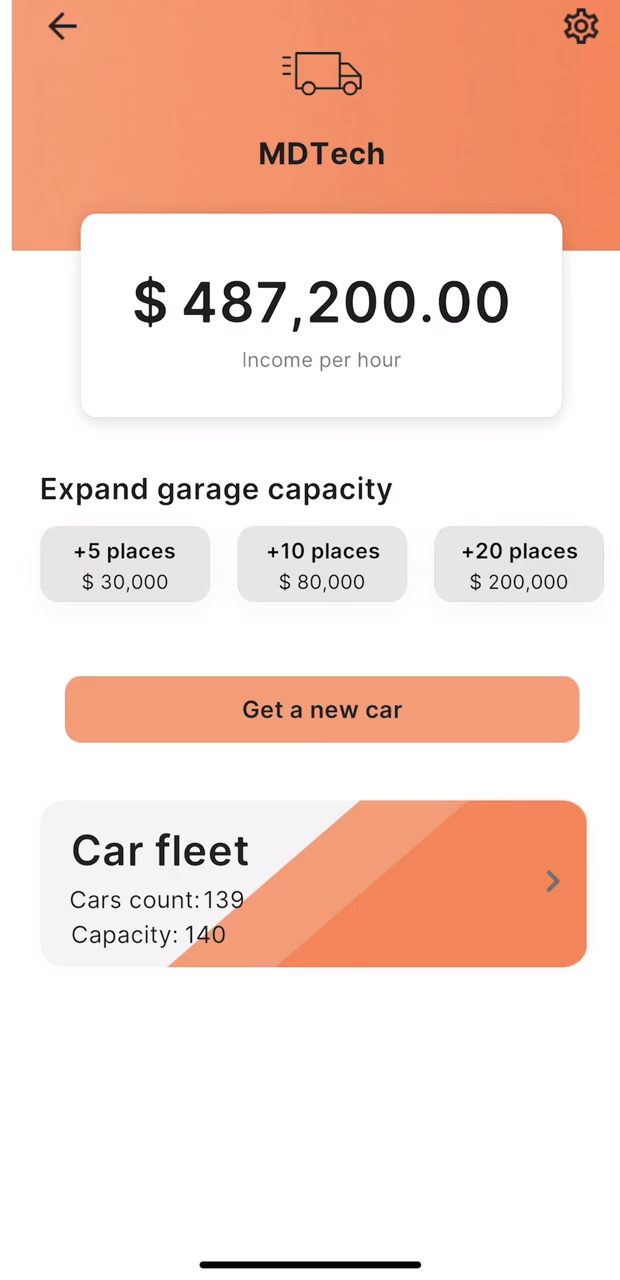 MDTech
$ 487,200.00
Income per hour
Expand garage capacity
+5 places
$ 30,000
+10 places
$ 80,000
+20 places
$ 200,000
Get a new car
Car fleet
Cars count: 139
Capacity: 140